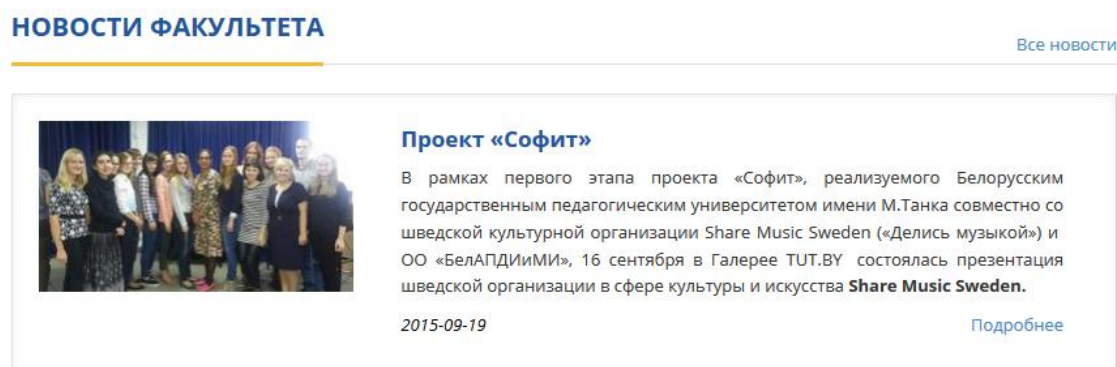 НОВОСТИ ФАКУЛЬТЕТА
Все новости
Проект «Софит»
В рамках первого этапа проекта «Софит», реализуемого Белорусским
государственным педагогическим университетом имени М.Танка совместно со
шведской культурной организации Share Music Sweden («Делись музыкой») и
ОО «БелАПДИиМИ», 16 сентября в Галерее TUT.BY состоялась презентация
шведской организации в сфере культуры и искусства Share Music Sweden.
2015-09-19
Подробнее